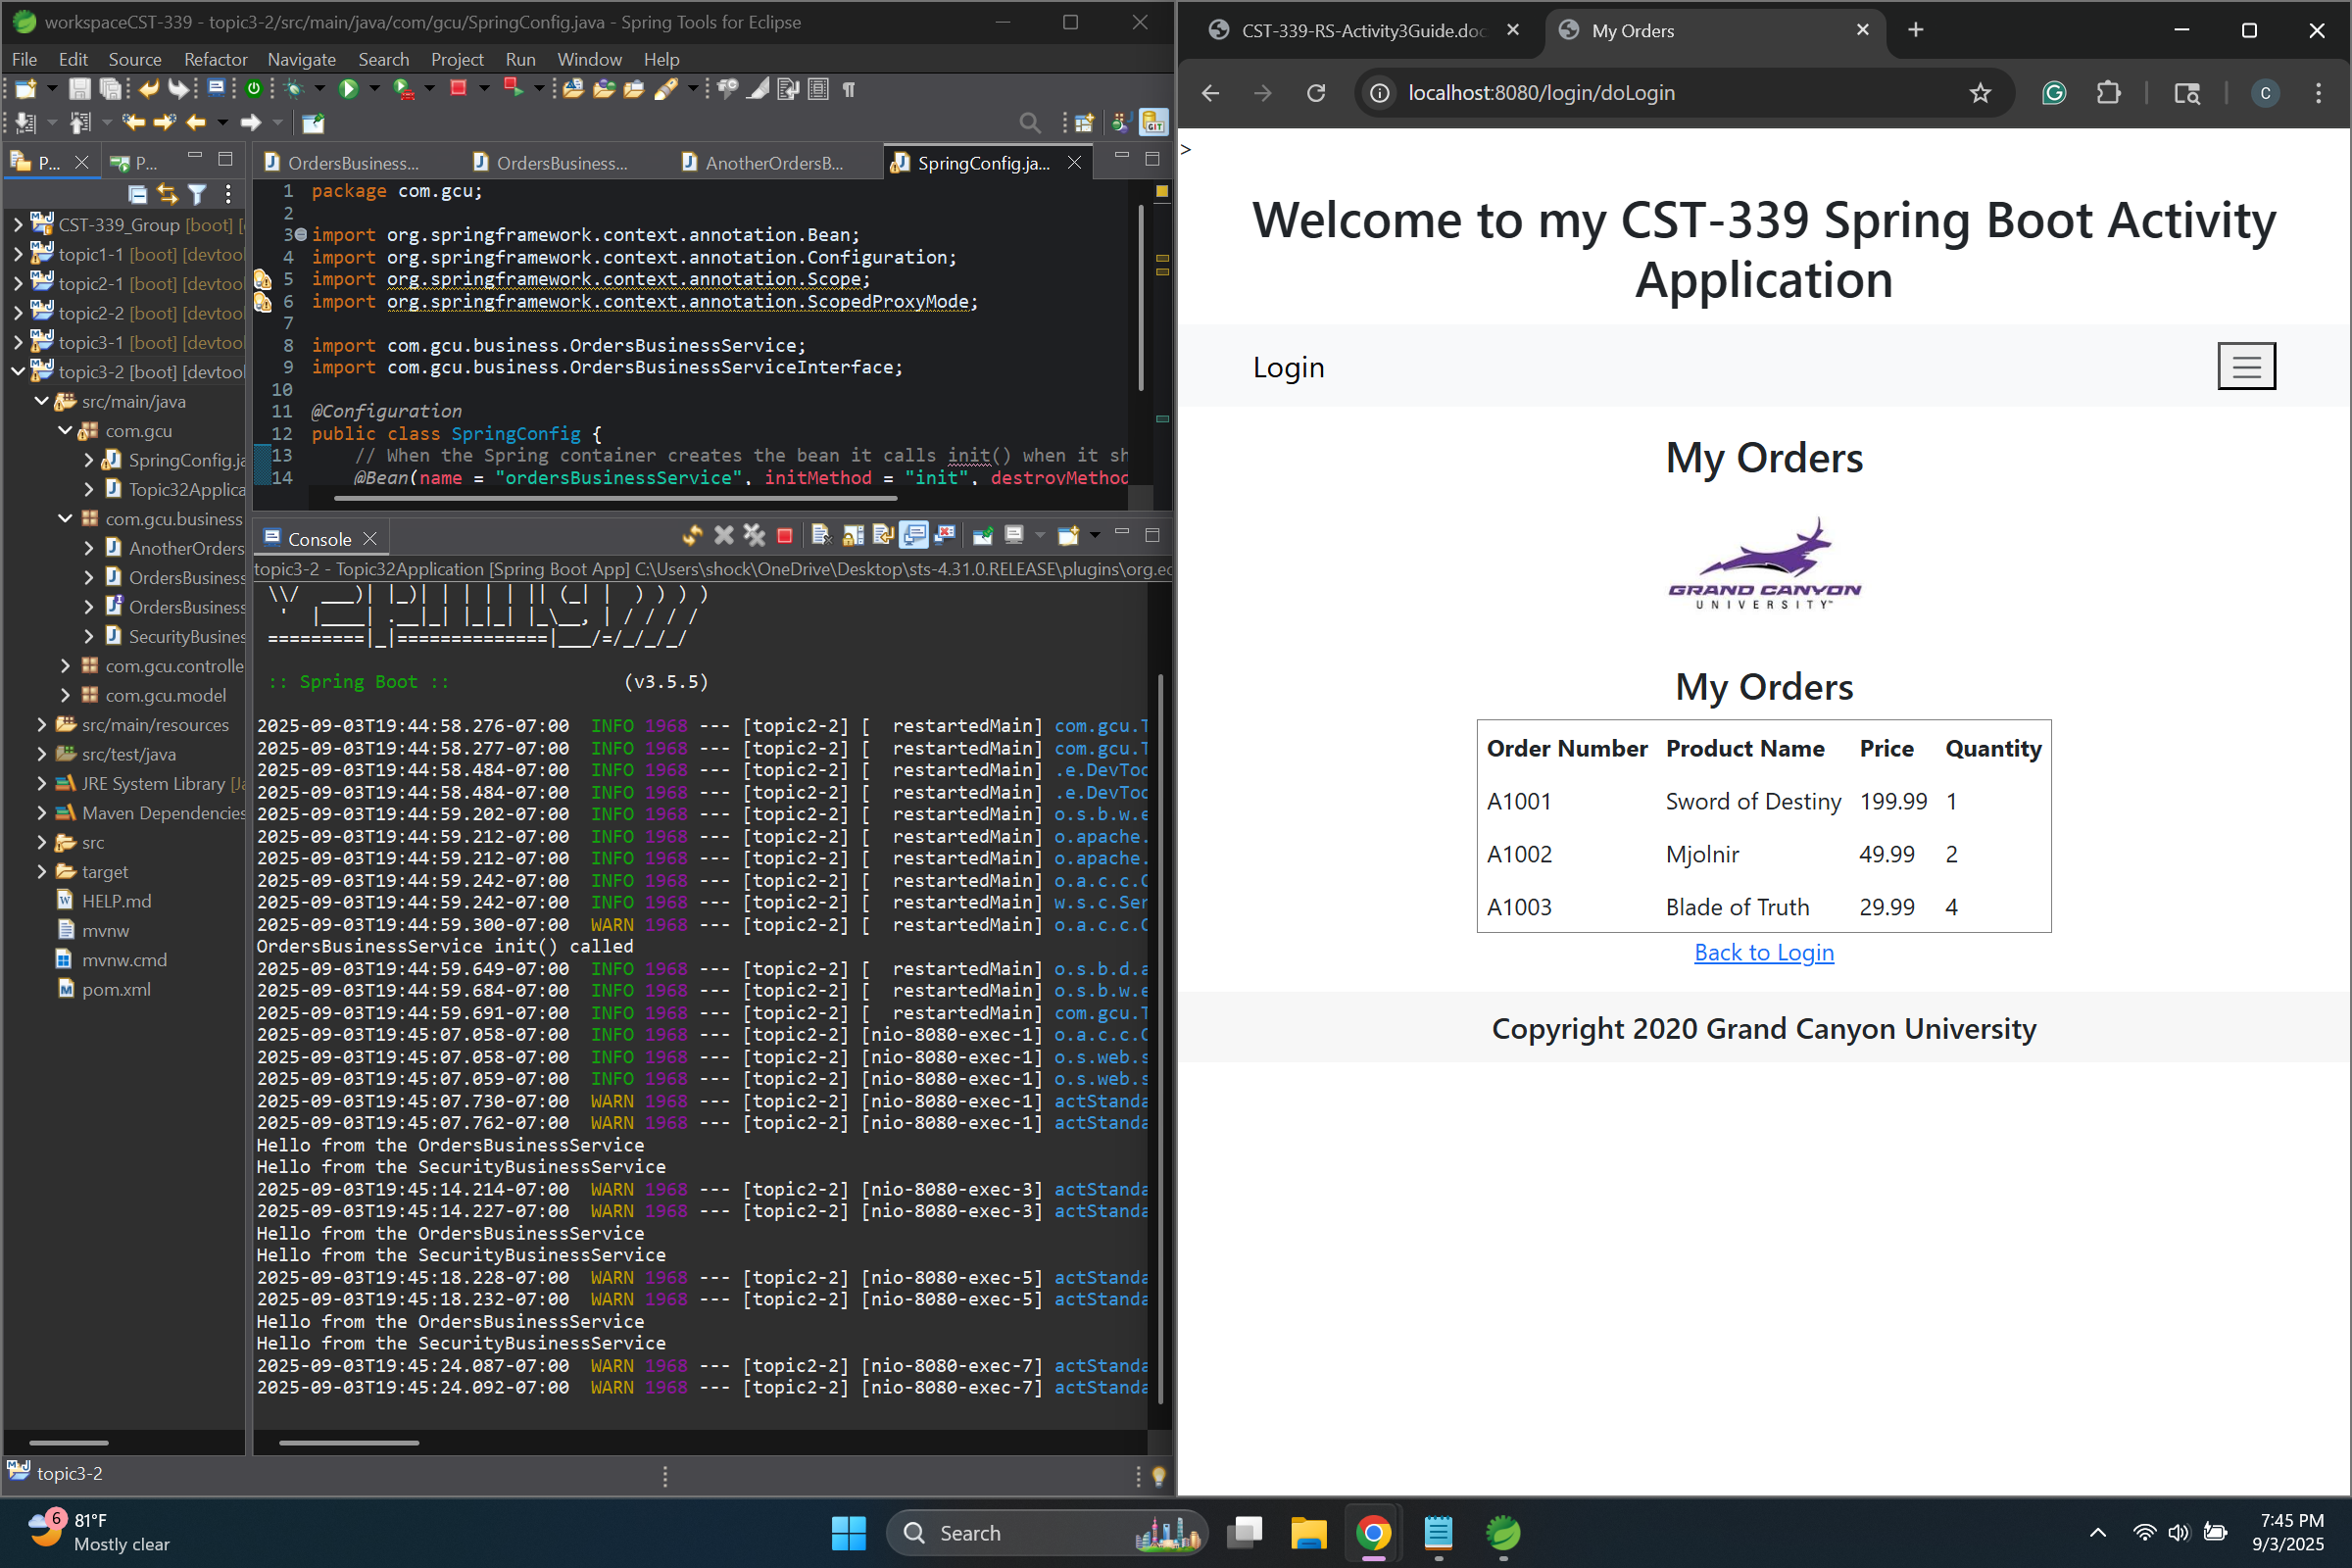 workspaceCST-339 - topic3-2/src/main/java/com/gcu/SpringConfig.java - Spring Tools for Eclipse
File Edit Source Refactor Navigate Search Project Run Window Help
P...
P...
CST-339_Group [boot] [
topic1-1 [boot] [devtool
topic2-1 [boot] [devtool
topic2-2 [boot] [devtool
topic3-1 [boot] [devtool
topic3-2 [boot] [devtool
src/main/java
com.gcu
SpringConfig.ja
Topic32Applica
com.gcu.business
AnotherOrders
OrdersBusiness
OrdersBusiness
SecurityBusines
com.gcu.controlle
com.gcu.model
src/main/resources
src/test/java
JRE System Library [Ja
Maven Dependencies
src
target
HELP.md
mvnw
mvnw.cmd
pom.xml
OrdersBusiness...
OrdersBusiness...
AnotherOrdersB...
SpringConfig.ja...
1 package com.gcu;
2
3 import org.springframework.context.annotation.Bean;
4 import org.springframework.context.annotation.Configuration;
5 import org.springframework.context.annotation.Scope;
6 import org.springframework.context.annotation.ScopedProxyMode;
7
8 import com.gcu.business.OrdersBusinessService;
9 import com.gcu.business.OrdersBusinessServiceInterface;
10
11 @Configuration
12 public class SpringConfig {
13 // When the Spring container creates the bean it calls init() when it sh
14 @Bean(name = "ordersBusinessService", initMethod = "init", destroyMethod
Console
topic3-2 - Topic32Application [Spring Boot App] C:\Users\shock\OneDrive\Desktop\sts-4.31.0.RELEASE\plugins\org.ec
\\/  ___)| |_)| | | | | || (_| |  ) ) ) )
'  |____| .__|_| |_|_| |_\__, | / / / /
=========|_|==============|___/=/_/_/_/
:: Spring Boot :: (v3.5.5)
2025-09-03T19:44:58.276-07:00 INFO 1968 --- [topic2-2] [  restartedMain] com.gcu.T
2025-09-03T19:44:58.277-07:00 INFO 1968 --- [topic2-2] [  restartedMain] com.gcu.T
2025-09-03T19:44:58.484-07:00 INFO 1968 --- [topic2-2] [  restartedMain] .e.DevToo
2025-09-03T19:44:58.484-07:00 INFO 1968 --- [topic2-2] [  restartedMain] .e.DevToo
2025-09-03T19:44:59.202-07:00 INFO 1968 --- [topic2-2] [  restartedMain] o.s.b.w.e
2025-09-03T19:44:59.212-07:00 INFO 1968 --- [topic2-2] [  restartedMain] o.apache.
2025-09-03T19:44:59.212-07:00 INFO 1968 --- [topic2-2] [  restartedMain] o.apache.
2025-09-03T19:44:59.242-07:00 INFO 1968 --- [topic2-2] [  restartedMain] o.a.c.c.C
2025-09-03T19:44:59.242-07:00 INFO 1968 --- [topic2-2] [  restartedMain] w.s.c.Ser
2025-09-03T19:44:59.300-07:00 WARN 1968 --- [topic2-2] [  restartedMain] o.a.c.c.C
OrdersBusinessService init() called
2025-09-03T19:44:59.649-07:00 INFO 1968 --- [topic2-2] [  restartedMain] o.s.b.d.a
2025-09-03T19:44:59.684-07:00 INFO 1968 --- [topic2-2] [  restartedMain] o.s.b.w.e
2025-09-03T19:44:59.691-07:00 INFO 1968 --- [topic2-2] [  restartedMain] com.gcu.T
2025-09-03T19:45:07.058-07:00 INFO 1968 --- [topic2-2] [nio-8080-exec-1] o.a.c.c.C
2025-09-03T19:45:07.058-07:00 INFO 1968 --- [topic2-2] [nio-8080-exec-1] o.s.web.s
2025-09-03T19:45:07.059-07:00 INFO 1968 --- [topic2-2] [nio-8080-exec-1] o.s.web.s
2025-09-03T19:45:07.730-07:00 WARN 1968 --- [topic2-2] [nio-8080-exec-1] actStanda
2025-09-03T19:45:07.762-07:00 WARN 1968 --- [topic2-2] [nio-8080-exec-1] actStanda
Hello from the OrdersBusinessService
Hello from the SecurityBusinessService
2025-09-03T19:45:14.214-07:00 WARN 1968 --- [topic2-2] [nio-8080-exec-3] actStanda
2025-09-03T19:45:14.227-07:00 WARN 1968 --- [topic2-2] [nio-8080-exec-3] actStanda
Hello from the OrdersBusinessService
Hello from the SecurityBusinessService
2025-09-03T19:45:18.228-07:00 WARN 1968 --- [topic2-2] [nio-8080-exec-5] actStanda
2025-09-03T19:45:18.232-07:00 WARN 1968 --- [topic2-2] [nio-8080-exec-5] actStanda
Hello from the OrdersBusinessService
Hello from the SecurityBusinessService
2025-09-03T19:45:24.087-07:00 WARN 1968 --- [topic2-2] [nio-8080-exec-7] actStanda
2025-09-03T19:45:24.092-07:00 WARN 1968 --- [topic2-2] [nio-8080-exec-7] actStanda
topic3-2
CST-339-RS-Activity3Guide.doc
My Orders
localhost:8080/login/doLogin
C
>
Welcome to my CST-339 Spring Boot Activity
Application
Login
My Orders
GRAND CANYON
UNIVERSITY™
My Orders
Order Number Product Name Price Quantity
A1001 Sword of Destiny 199.99 1
A1002 Mjolnir 49.99 2
A1003 Blade of Truth 29.99 4
Back to Login
Copyright 2020 Grand Canyon University
6
81°F
Mostly clear
Search
7:45 PM
9/3/2025